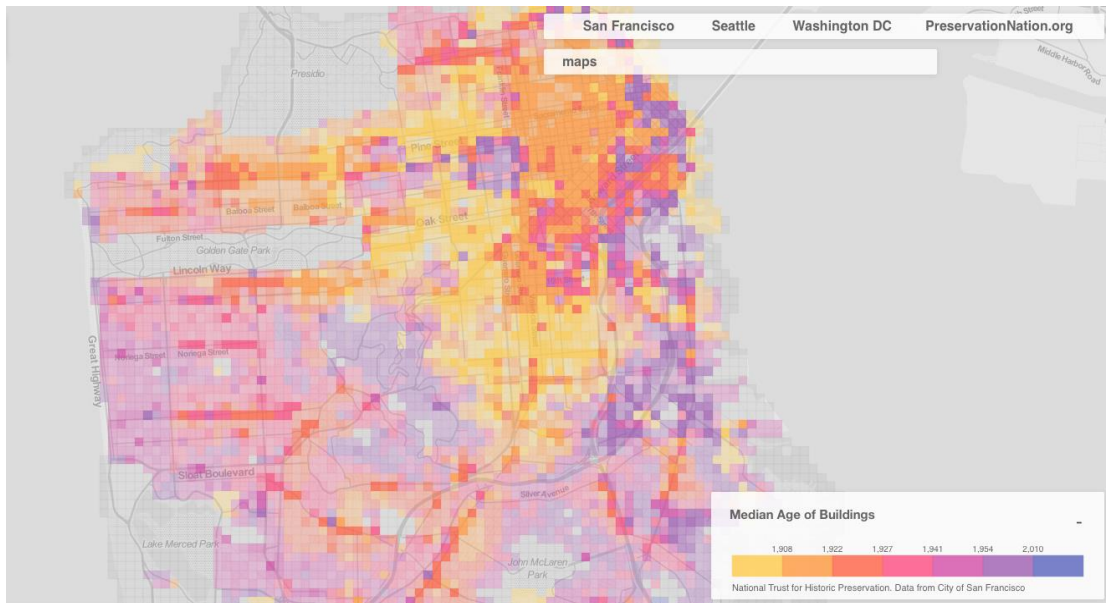 San Francisco Seattle Washington DC PreservationNation.org
maps
Middle Harbor Road
Presidio
Pine Street
Oak Street
Balboa Street Balboa Street
Fulton Street
Golden Gate Park
Lincoln Way
Great Highway
Noriega Street Noriega Street
Sloat Boulevard
Silver Avenue
Lake Merced Park
John McLaren
Park
Median Age of Buildings
-
1,908 1,922 1,927 1,941 1,954 2,010
National Trust for Historic Preservation. Data from City of San Francisco